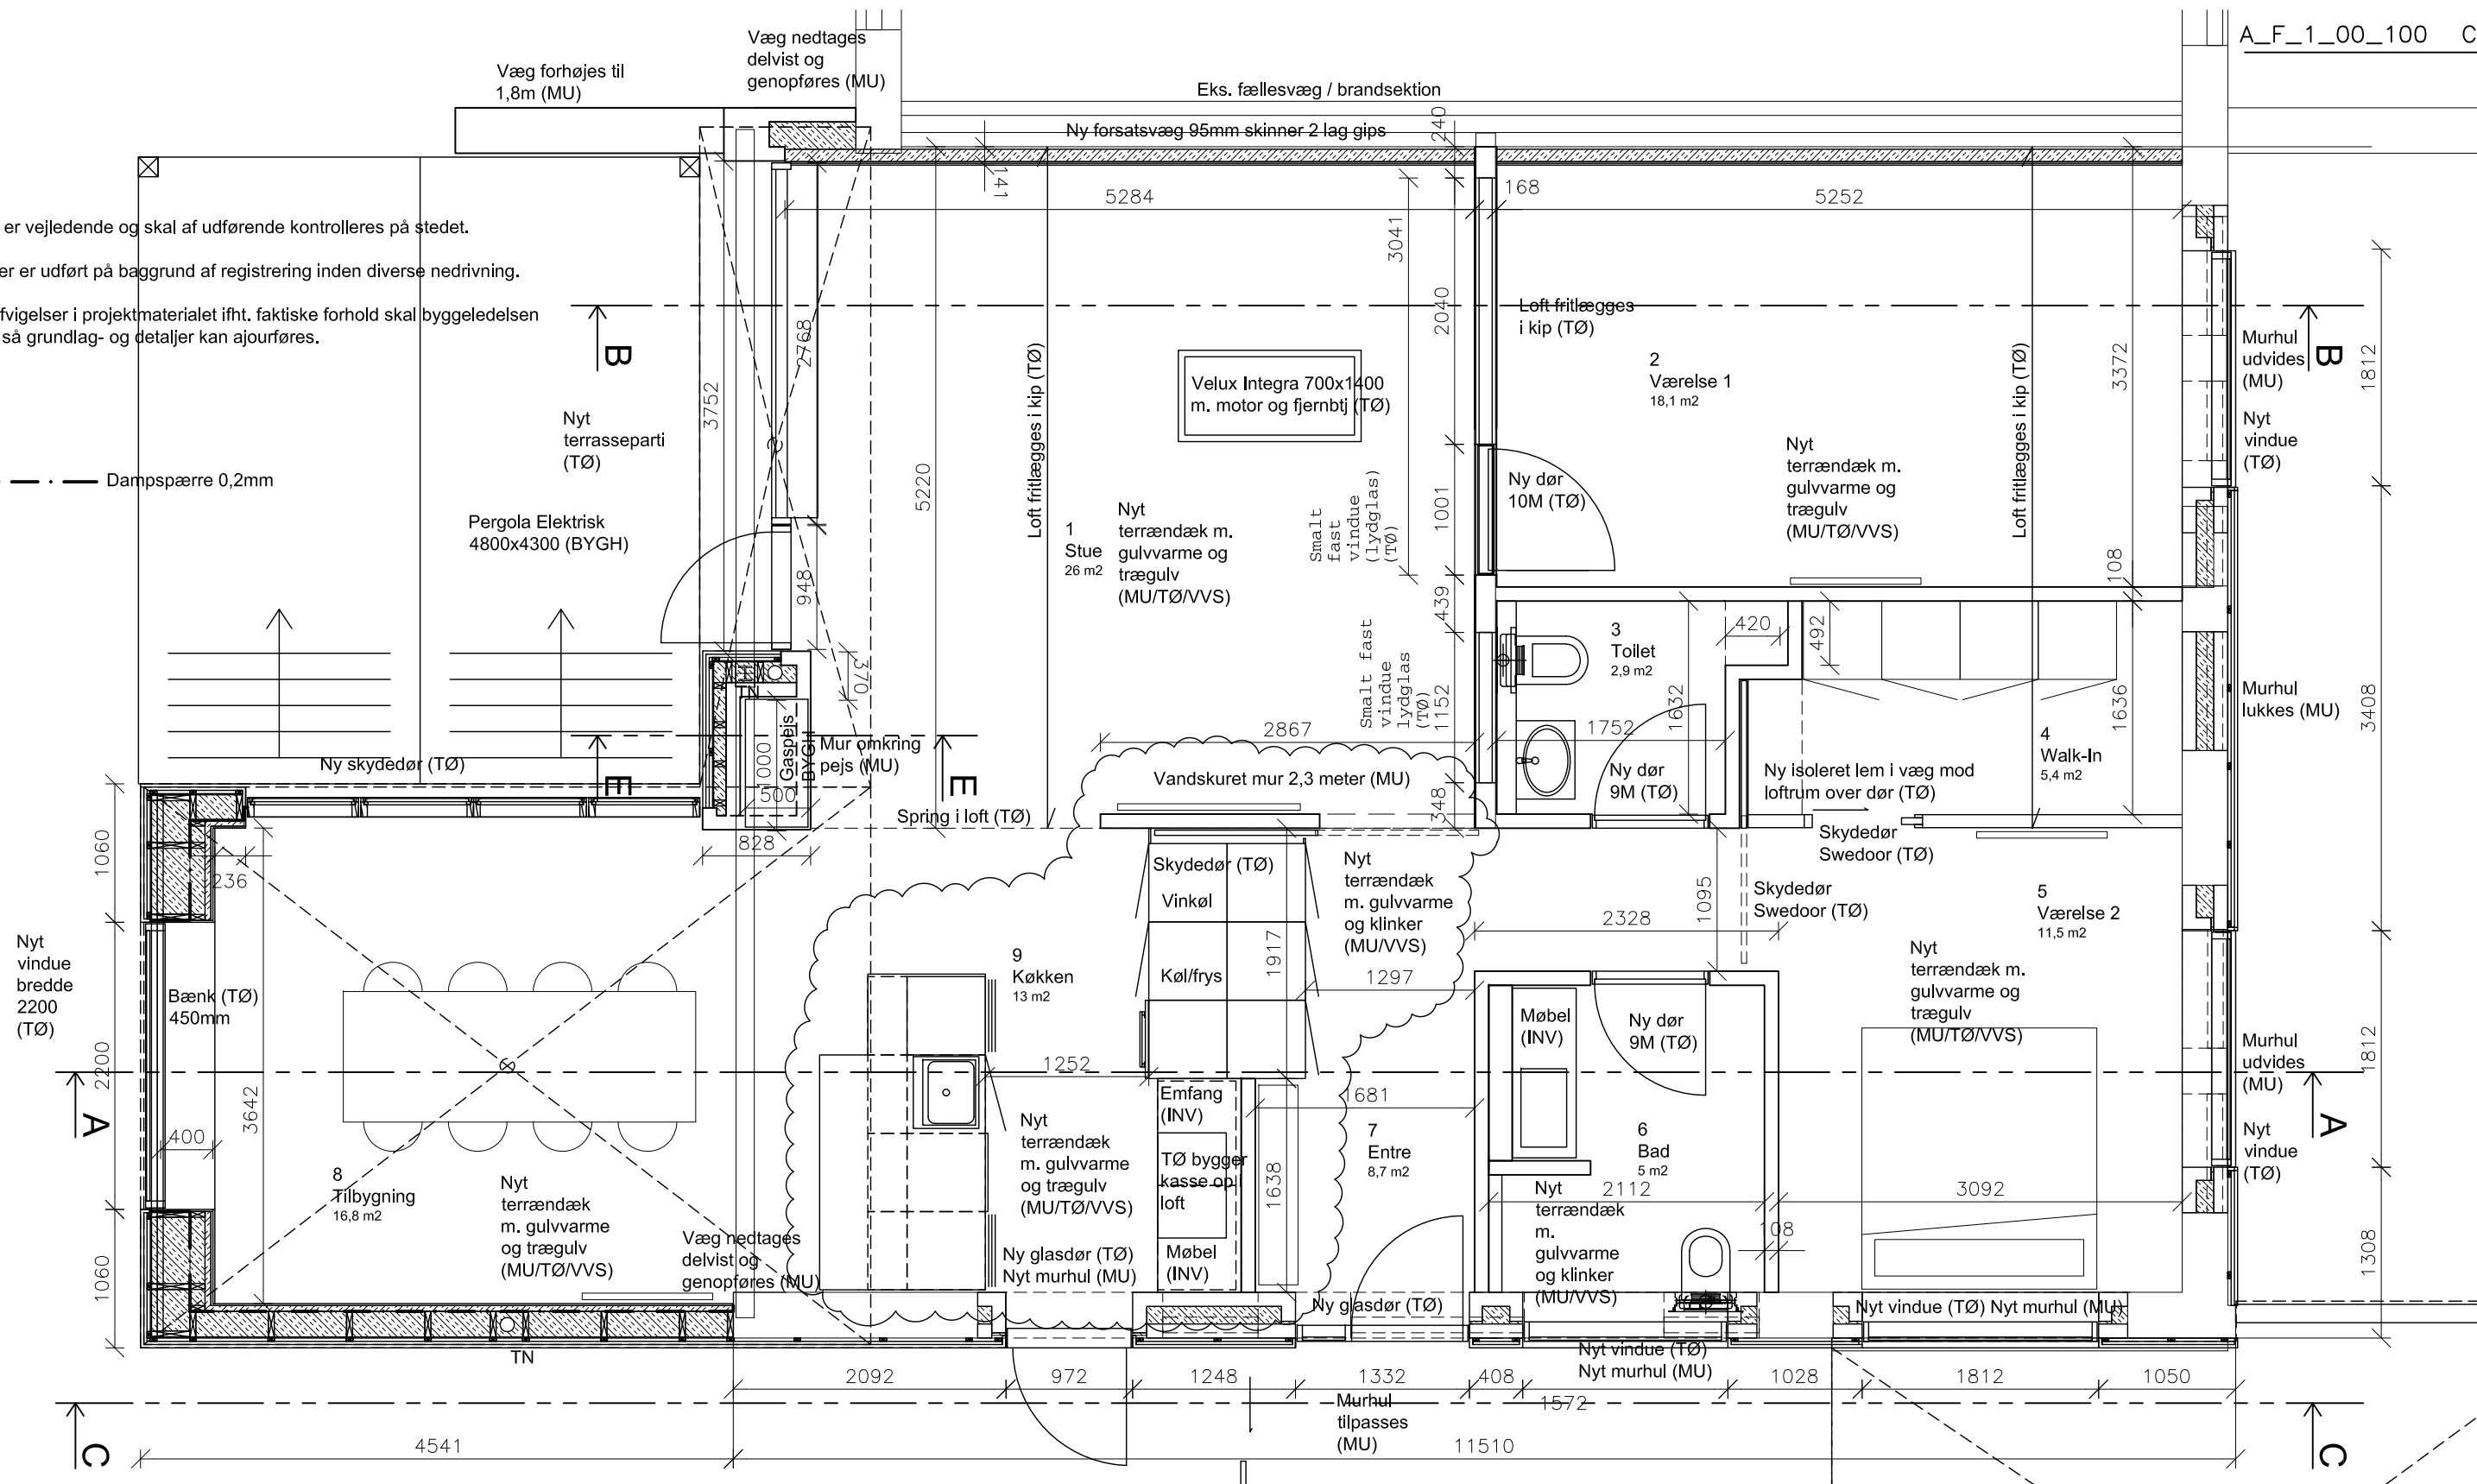 A_F_1_00_100 C
Væg nedtages
delvist og
genopføres (MU)
Væg forhøjes til
1,8m (MU)
Eks. fællesvæg / brandsektion
Ny forsatsvæg 95mm skinner 2 lag gips
240
141
5284
168
5252
er vejledende og skal af udførende kontrolleres på stedet.
er er udført på baggrund af registrering inden diverse nedrivning.
fvigelser i projektmaterialet ifht. faktiske forhold skal byggeledelsen
så grundlag- og detaljer kan ajourføres.
3041
2040
Loft fritlægges
i kip (TØ)
B
B
2768
3752
Loft fritlægges i kip (TØ)
Velux Integra 700x1400
m. motor og fjernbtj (TØ)
2
Værelse 1
18,1 m2
Loft fritlægges i kip (TØ)
3372
Murhul
udvides
(MU)
1812
Nyt
vindue
(TØ)
Nyt
terrasseparti
(TØ)
Dampspærre 0,2mm
Pergola Elektrisk
4800x4300 (BYGH)
5220
1
Stue
26 m2
Nyt
terrændæk m.
gulvvarme og
trægulv
(MU/TØ/VVS)
Smalt
fast
vindue
(lydglas)
(TØ)
1001
Ny dør
10M (TØ)
Nyt
terrændæk m.
gulvvarme og
trægulv
(MU/TØ/VVS)
108
948
439
370
Smalt fast
vindue
lydglas
(TØ)
1152
3
Toilet
2,9 m2
420
492
1632
1636
1752
2867
4
Walk-In
5,4 m2
Murhul
lukkes (MU)
3408
TN
Gaspejs
BYGH
1000
500
Mur omkring
pejs (MU)
E
E
Ny skydedør (TØ)
Vandskuret mur 2,3 meter (MU)
Ny dør
9M (TØ)
Ny isoleret lem i væg mod
loftrum over dør (TØ)
Spring i loft (TØ)
348
828
236
1060
Skydedør (TØ)
Vinkøl
Køl/frys
1917
Nyt
terrændæk
m. gulvvarme
og klinker
(MU/VVS)
1297
2328
1095
Skydedør
Swedoor (TØ)
Skydedør
Swedoor (TØ)
5
Værelse 2
11,5 m2
Nyt
terrændæk m.
gulvvarme og
trægulv
(MU/TØ/VVS)
Nyt
vindue
bredde
2200
(TØ)
Bænk (TØ)
450mm
9
Køkken
13 m2
Møbel
(INV)
Ny dør
9M (TØ)
Murhul
udvides
(MU)
1812
2200
3642
400
1252
Emfang
(INV)
1681
A
A
8
Tilbygning
16,8 m2
Nyt
terrændæk
m. gulvvarme
og trægulv
(MU/TØ/VVS)
Nyt
terrændæk
m. gulvvarme
og trægulv
(MU/TØ/VVS)
TØ bygger
kasse op i
loft
1638
7
Entre
8,7 m2
6
Bad
5 m2
2112
3092
108
Nyt
vindue
(TØ)
1308
Nyt
terrændæk
m.
gulvvarme
og klinker
(MU/VVS)
1060
Væg nedtages
delvist og
genopføres (MU)
Ny glasdør (TØ)
Nyt murhul (MU)
Møbel
(INV)
Ny glasdør (TØ)
Nyt vindue (TØ) Nyt murhul (MU)
TN
Nyt vindue (TØ)
Nyt murhul (MU)
2092
972
1248
1332
408
1572
1028
1812
1050
Murhul
tilpasses
(MU)
C
C
4541
11510